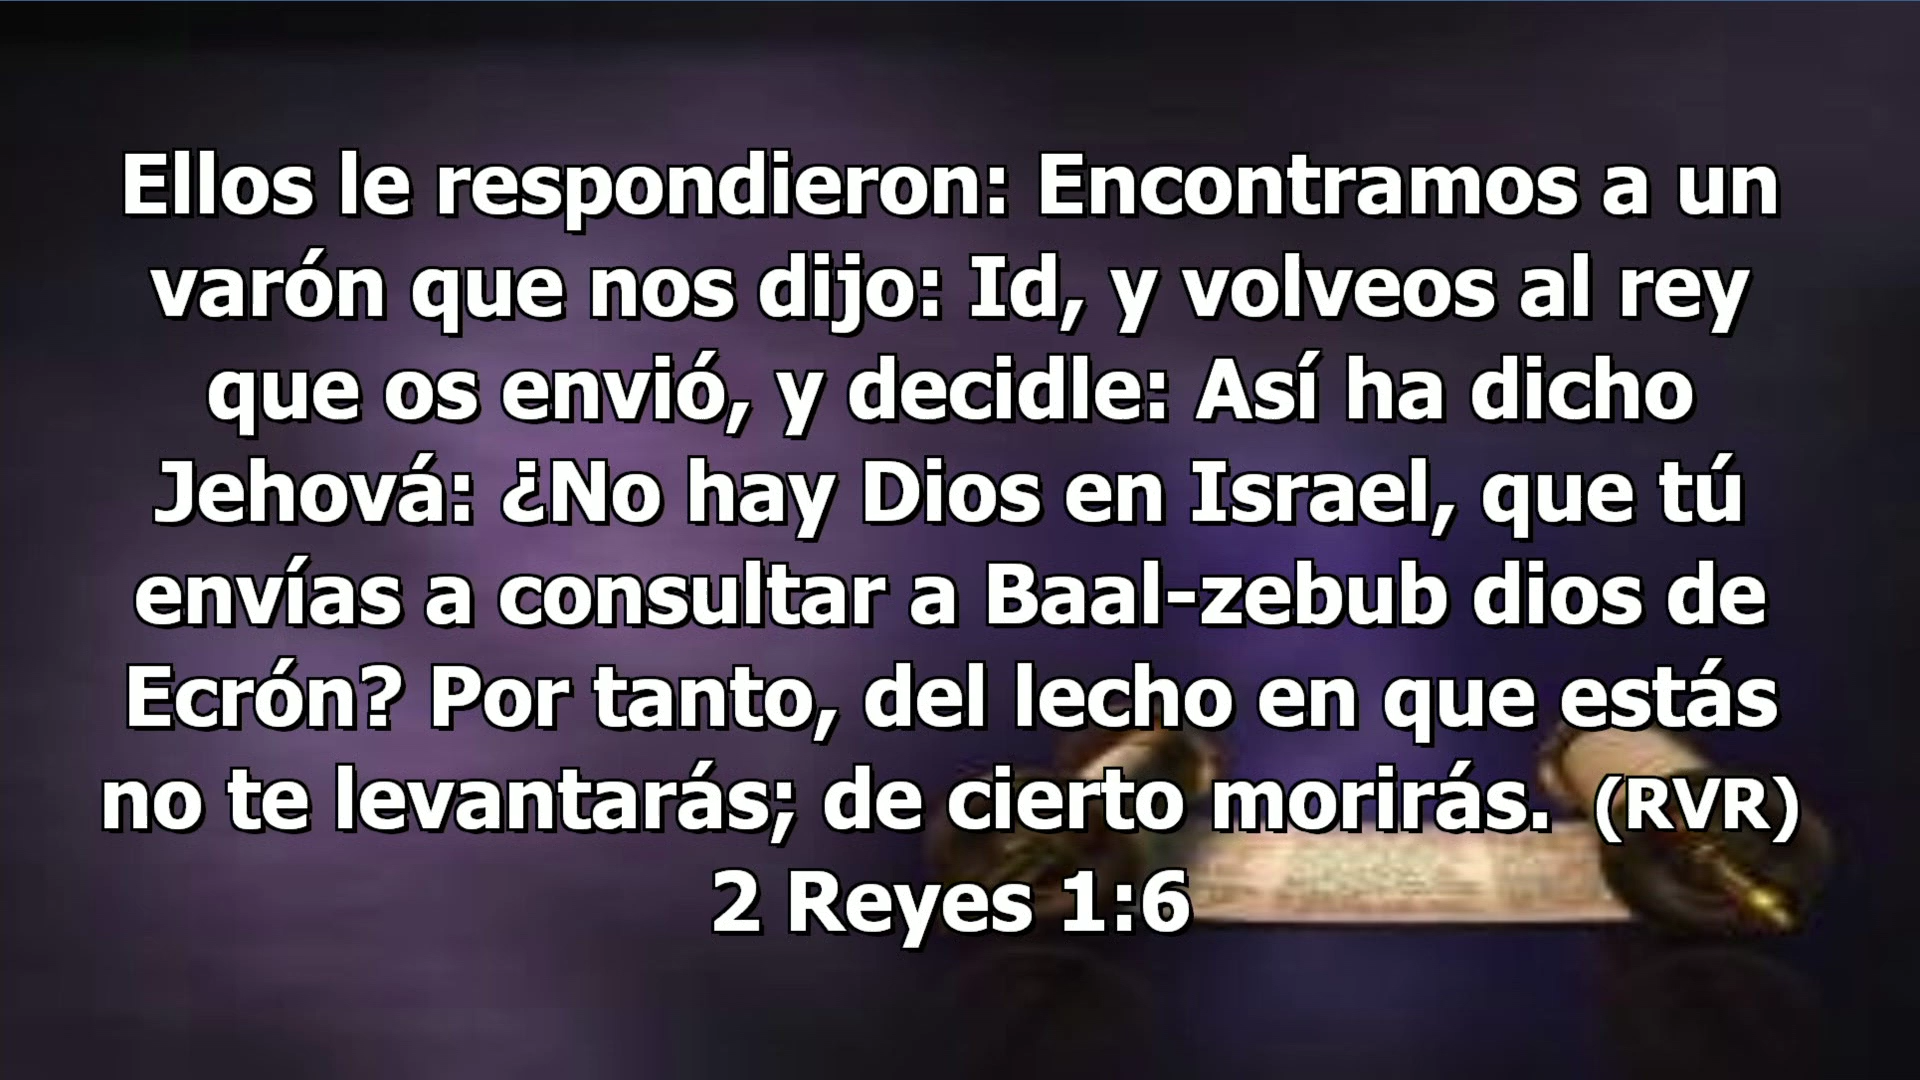 Ellos le respondieron: Encontramos a un
varón que nos dijo: Id, y volveos al rey
que os envió, y decidle: Así ha dicho
Jehová: ¿No hay Dios en Israel, que tú
envías a consultar a Baal-zebub dios de
Ecrón? Por tanto, del lecho en que estás
no te levantarás; de cierto morirás. (RVR)
2 Reyes 1:6